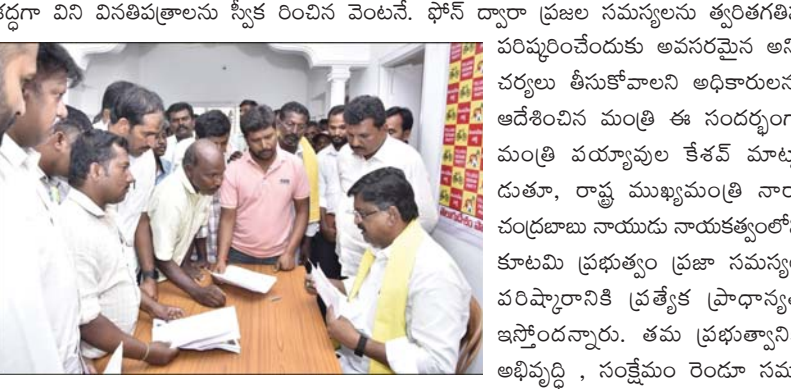 శ్రద్ధగా విని వినతిపత్రాలను స్వీక రించిన వెంటనే. ఫోన్ ద్వారా ప్రజల సమస్యలను త్వరితగతిన
పరిష్కరించేందుకు అవసరమైన అని
చర్యలు తీసుకోవాలని అధికారులను
ఆదేశించిన మంత్రి ఈ సందర్భంగా
మంత్రి పయ్యావుల కేశవ్ మాట్లా
డుతూ, రాష్ట్ర ముఖ్యమంత్రి నారా
చంద్రబాబు నాయుడు నాయకత్వంలోని
కూటమి ప్రభుత్వం ప్రజా సమస్యల
పరిష్కారానికి ప్రత్యేక ప్రాధాన్యత
ఇస్తోందన్నారు. తమ ప్రభుత్వాని
అభివృద్ధి , సంక్షేమం రెండూ సమ